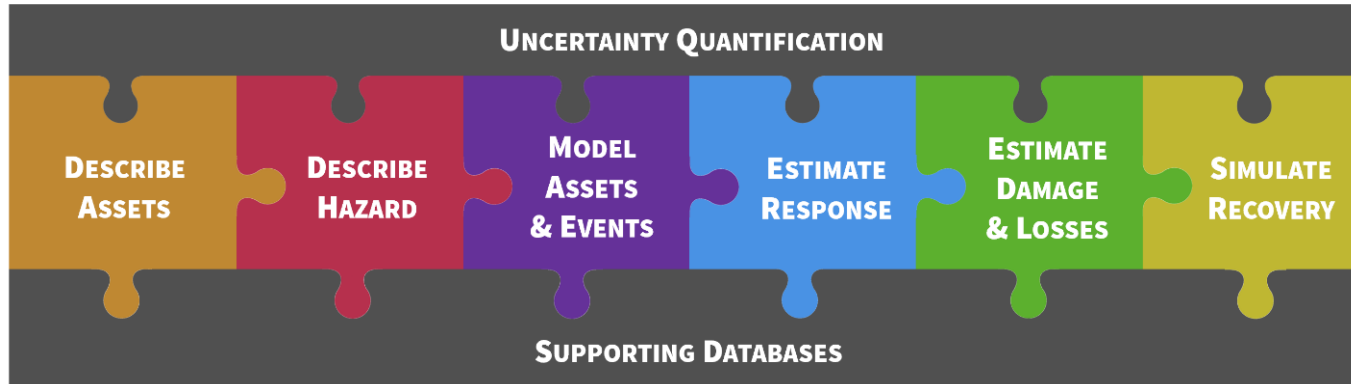 Uncertainty Quantification
Describe
Assets
Describe
Hazard
Model
Assets
& Events
Estimate
Response
Estimate
Damage
& Losses
Simulate
Recovery
Supporting Databases